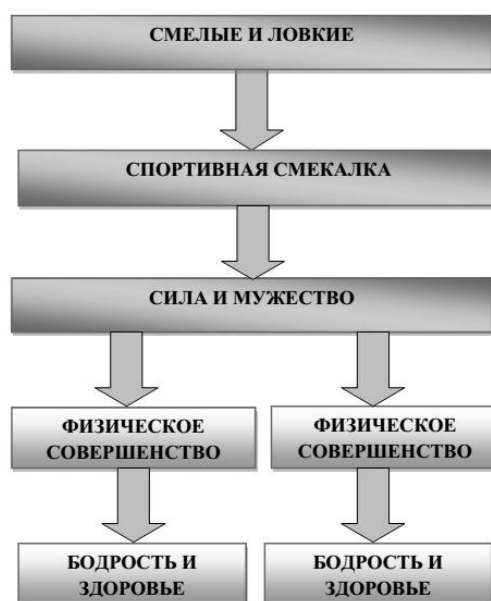 СМЕЛЫЕ И ЛОВКИЕ
СПОРТИВНАЯ СМЕКАЛКА
СИЛА И МУЖЕСТВО
ФИЗИЧЕСКОЕ
СОВЕРШЕНСТВО
ФИЗИЧЕСКОЕ
СОВЕРШЕНСТВО
БОДРОСТЬ И
ЗДОРОВЬЕ
БОДРОСТЬ И
ЗДОРОВЬЕ